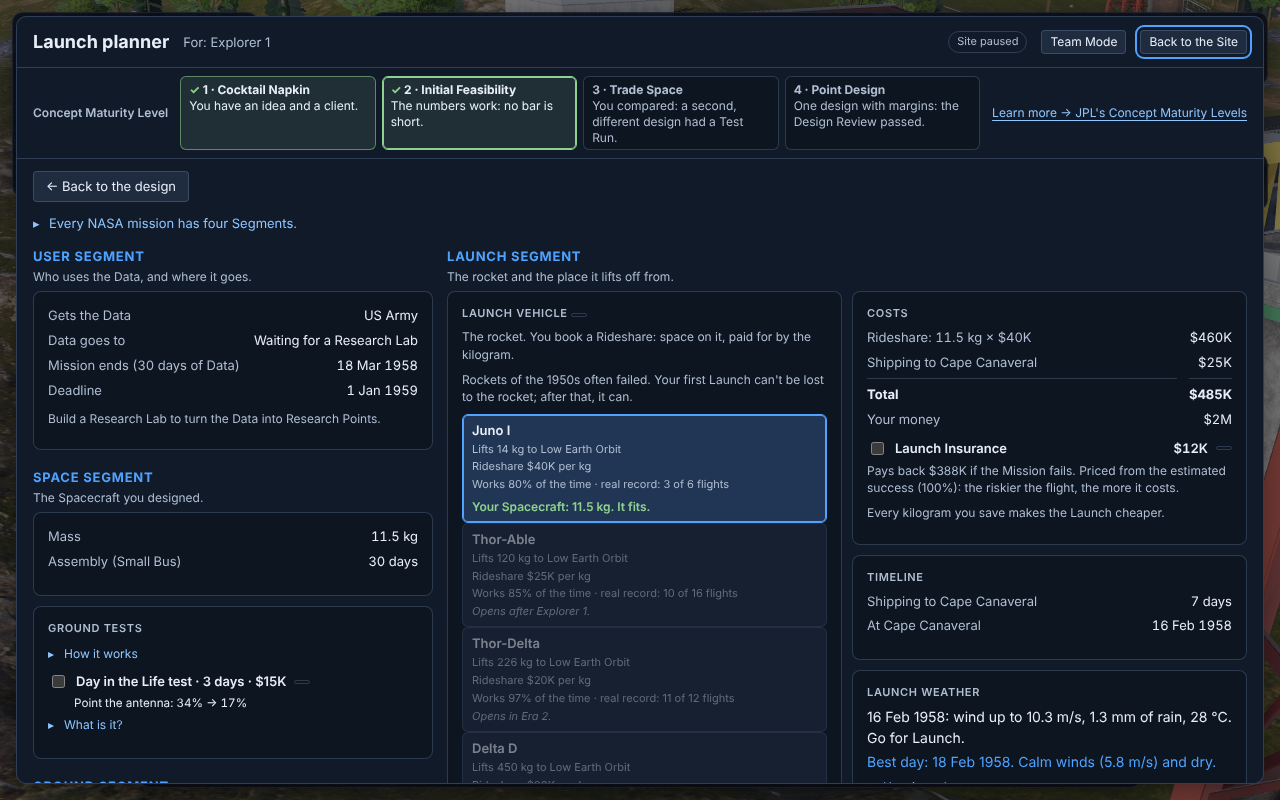 Launch planner
For: Explorer 1
Site paused
Team Mode
Back to the Site
Concept Maturity Level
✓ 1 · Cocktail Napkin
You have an idea and a client.
✓ 2 · Initial Feasibility
The numbers work: no bar is
short.
3 · Trade Space
You compared: a second,
different design had a Test
Run.
4 · Point Design
One design with margins: the
Design Review passed.
Learn more → JPL's Concept Maturity Levels
← Back to the design
▸ Every NASA mission has four Segments.
USER SEGMENT
Who uses the Data, and where it goes.
Gets the Data US Army
Data goes to Waiting for a Research Lab
Mission ends (30 days of Data) 18 Mar 1958
Deadline 1 Jan 1959
Build a Research Lab to turn the Data into Research Points.
SPACE SEGMENT
The Spacecraft you designed.
Mass 11.5 kg
Assembly (Small Bus) 30 days
GROUND TESTS
▸ How it works
Day in the Life test · 3 days · $15K
Point the antenna: 34% → 17%
▸ What is it?
LAUNCH SEGMENT
The rocket and the place it lifts off from.
LAUNCH VEHICLE
The rocket. You book a Rideshare: space on it, paid for by the
kilogram.
Rockets of the 1950s often failed. Your first Launch can't be lost
to the rocket; after that, it can.
Juno I
Lifts 14 kg to Low Earth Orbit
Rideshare $40K per kg
Works 80% of the time · real record: 3 of 6 flights
Your Spacecraft: 11.5 kg. It fits.
Thor-Able
Lifts 120 kg to Low Earth Orbit
Rideshare $25K per kg
Works 85% of the time · real record: 10 of 16 flights
Opens after Explorer 1.
Thor-Delta
Lifts 226 kg to Low Earth Orbit
Rideshare $20K per kg
Works 97% of the time · real record: 11 of 12 flights
Opens in Era 2.
Delta D
Lifts 450 kg to Low Earth Orbit
COSTS
Rideshare: 11.5 kg × $40K $460K
Shipping to Cape Canaveral $25K
Total $485K
Your money $2M
Launch Insurance $12K
Pays back $388K if the Mission fails. Priced from the estimated
success (100%): the riskier the flight, the more it costs.
Every kilogram you save makes the Launch cheaper.
TIMELINE
Shipping to Cape Canaveral 7 days
At Cape Canaveral 16 Feb 1958
LAUNCH WEATHER
16 Feb 1958: wind up to 10.3 m/s, 1.3 mm of rain, 28 °C.
Go for Launch.
Best day: 18 Feb 1958. Calm winds (5.8 m/s) and dry.